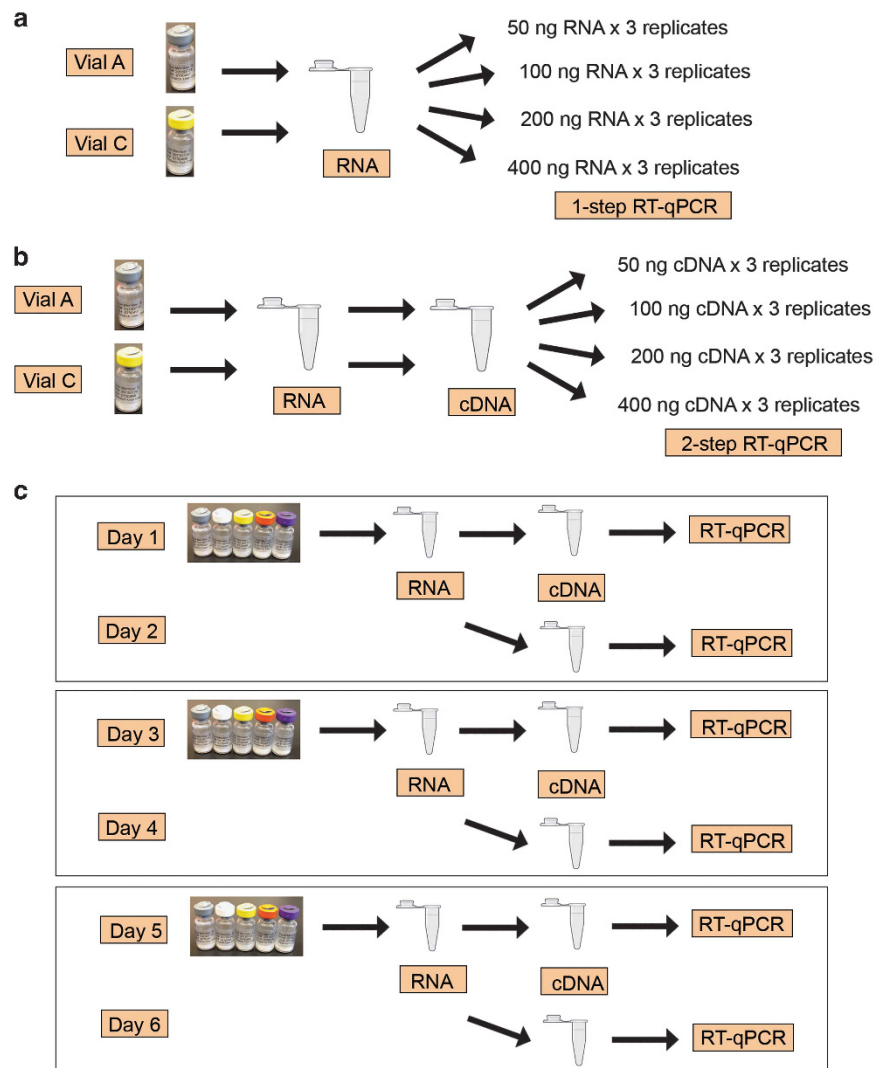 a
Vial A
Vial C
RNA
50 ng RNA x 3 replicates
100 ng RNA x 3 replicates
200 ng RNA x 3 replicates
400 ng RNA x 3 replicates
1-step RT-qPCR
b
Vial A
Vial C
RNA
cDNA
50 ng cDNA x 3 replicates
100 ng cDNA x 3 replicates
200 ng cDNA x 3 replicates
400 ng cDNA x 3 replicates
2-step RT-qPCR
c
Day 1
RNA
cDNA
RT-qPCR
Day 2
RT-qPCR
Day 3
RNA
cDNA
RT-qPCR
Day 4
RT-qPCR
Day 5
RNA
cDNA
RT-qPCR
Day 6
RT-qPCR